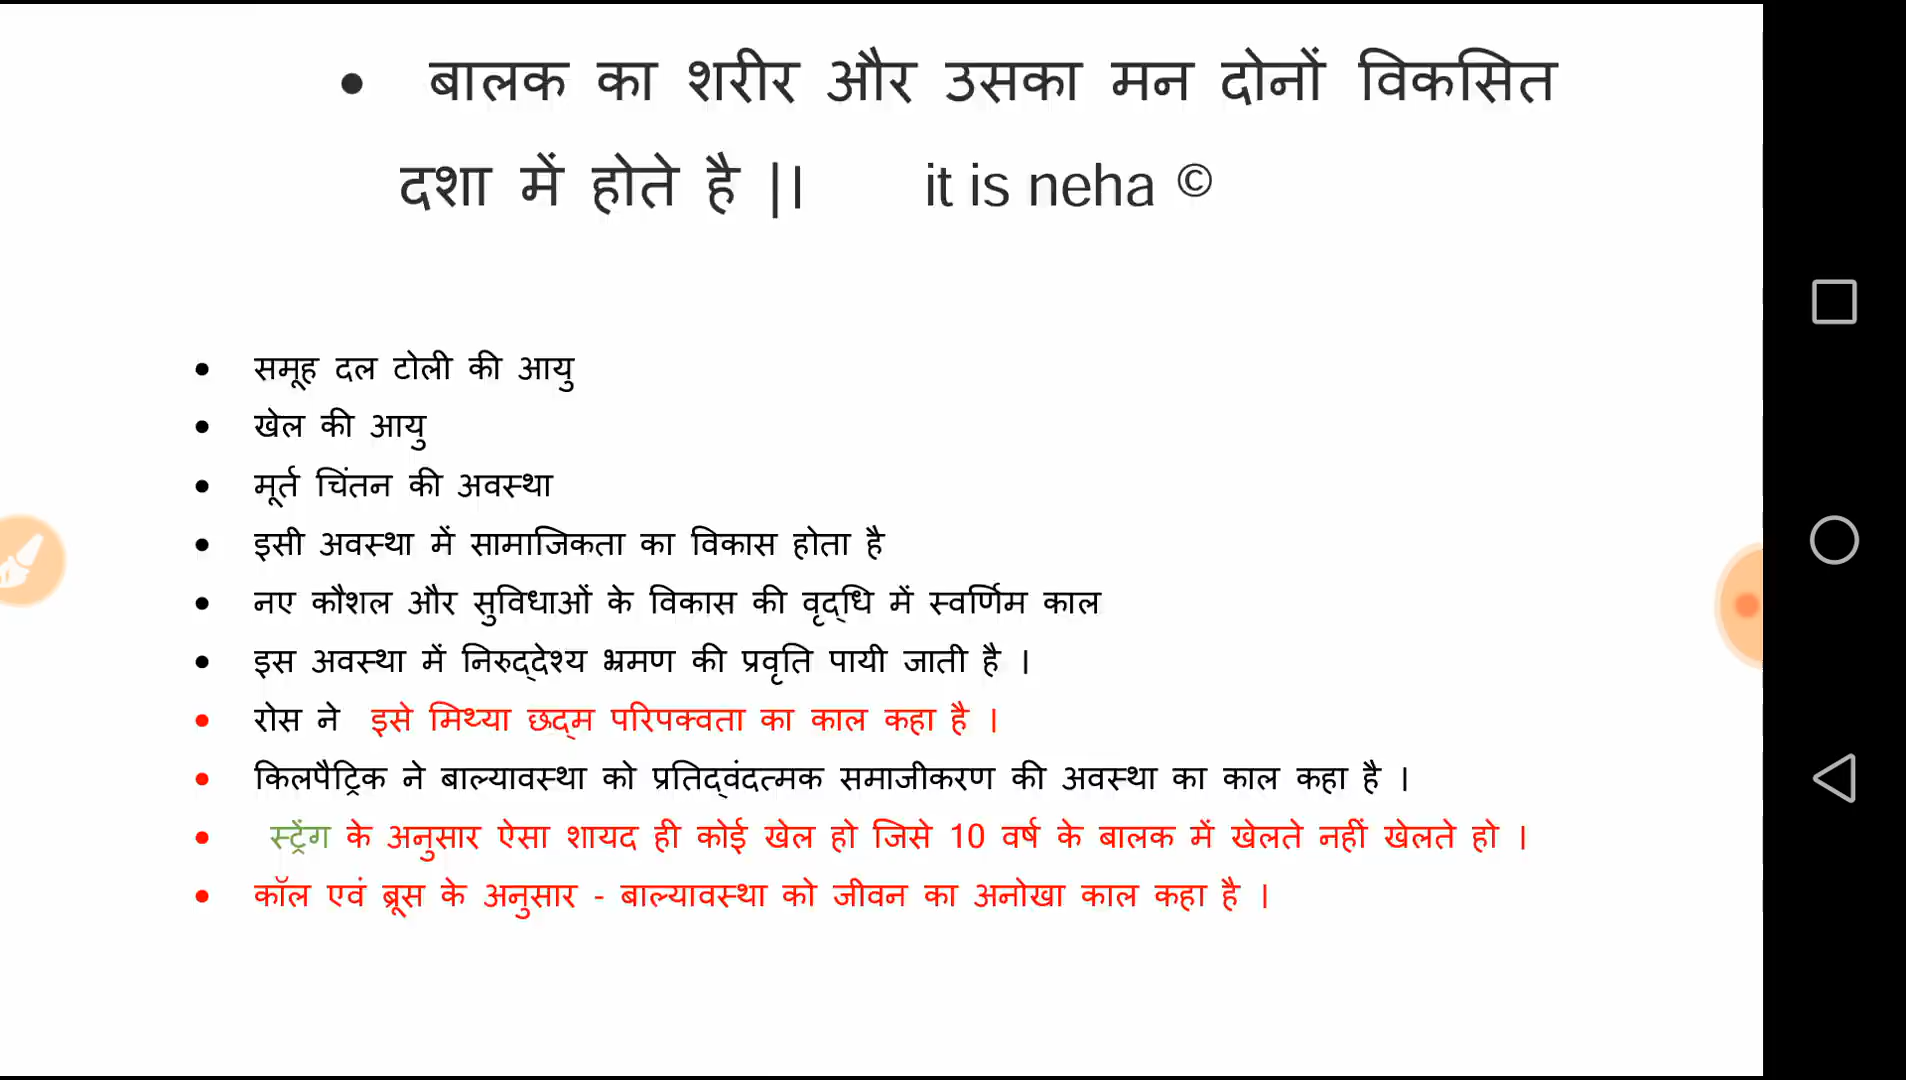 • बालक का शरीर और उसका मन दोनों विकसित
दशा में होते है |। it is neha ©
• समूह दल टोली की आयु
• खेल की आयु
• मूर्त चिंतन की अवस्था
• इसी अवस्था में सामाजिकता का विकास होता है
• नए कौशल और सुविधाओं के विकास की वृद्धि में स्वर्णिम काल
• इस अवस्था में निरुद्देश्य भ्रमण की प्रवृति पायी जाती है ।
• रोस ने इसे मिथ्या छद्म परिपक्वता का काल कहा है ।
• किलपैट्रिक ने बाल्यावस्था को प्रतिद्वंदत्मक समाजीकरण की अवस्था का काल कहा है ।
• स्ट्रेंग के अनुसार ऐसा शायद ही कोई खेल हो जिसे 10 वर्ष के बालक में खेलते नहीं खेलते हो ।
• कॉल एवं ब्रूस के अनुसार - बाल्यावस्था को जीवन का अनोखा काल कहा है ।